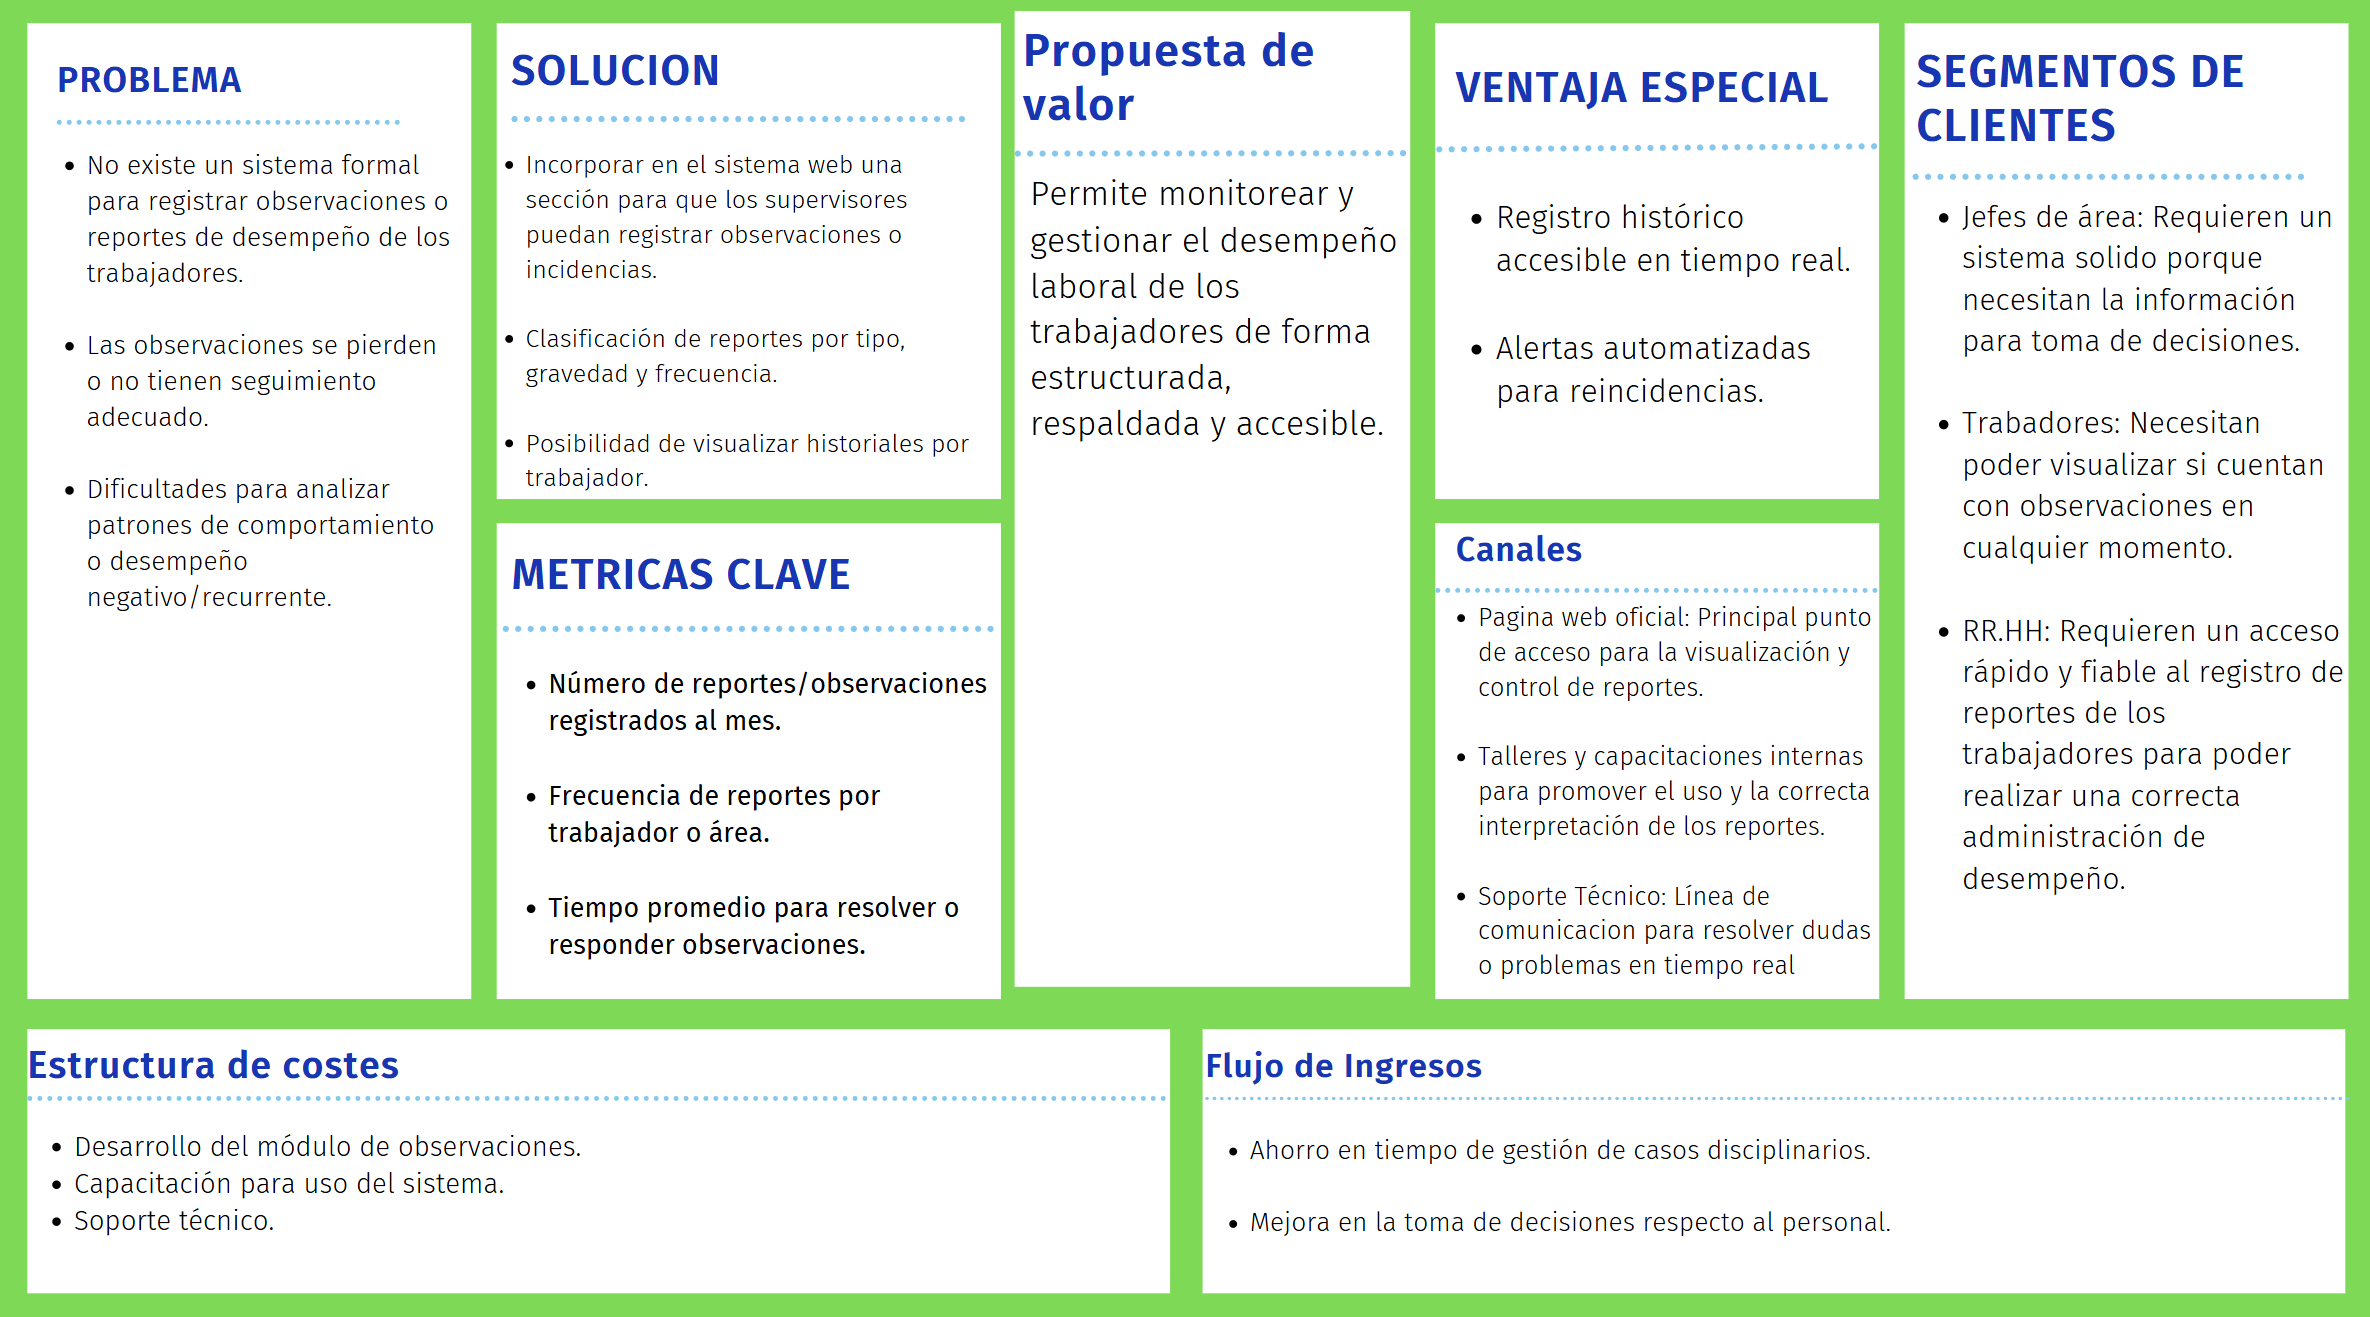 PROBLEMA
• No existe un sistema formal
para registrar observaciones o
reportes de desempeño de los
trabajadores.
• Las observaciones se pierden
o no tienen seguimiento
adecuado.
• Dificultades para analizar
patrones de comportamiento
o desempeño
negativo/recurrente.
SOLUCION
• Incorporar en el sistema web una
sección para que los supervisores
puedan registrar observaciones o
incidencias.
• Clasificación de reportes por tipo,
gravedad y frecuencia.
• Posibilidad de visualizar historiales por
trabajador.
METRICAS CLAVE
• Número de reportes/observaciones
registrados al mes.
• Frecuencia de reportes por
trabajador o área.
• Tiempo promedio para resolver o
responder observaciones.
Propuesta de
valor
Permite monitorear y
gestionar el desempeño
laboral de los
trabajadores de forma
estructurada,
respaldada y accesible.
VENTAJA ESPECIAL
• Registro histórico
accesible en tiempo real.
• Alertas automatizadas
para reincidencias.
Canales
• Pagina web oficial: Principal punto
de acceso para la visualización y
control de reportes.
• Talleres y capacitaciones internas
para promover el uso y la correcta
interpretación de los reportes.
• Soporte Técnico: Línea de
comunicacion para resolver dudas
o problemas en tiempo real
SEGMENTOS DE
CLIENTES
• Jefes de área: Requieren un
sistema solido porque
necesitan la información
para toma de decisiones.
• Trabadores: Necesitan
poder visualizar si cuentan
con observaciones en
cualquier momento.
• RR.HH: Requieren un acceso
rápido y fiable al registro de
reportes de los
trabajadores para poder
realizar una correcta
administración de
desempeño.
Estructura de costes
• Desarrollo del módulo de observaciones.
• Capacitación para uso del sistema.
• Soporte técnico.
Flujo de Ingresos
• Ahorro en tiempo de gestión de casos disciplinarios.
• Mejora en la toma de decisiones respecto al personal.